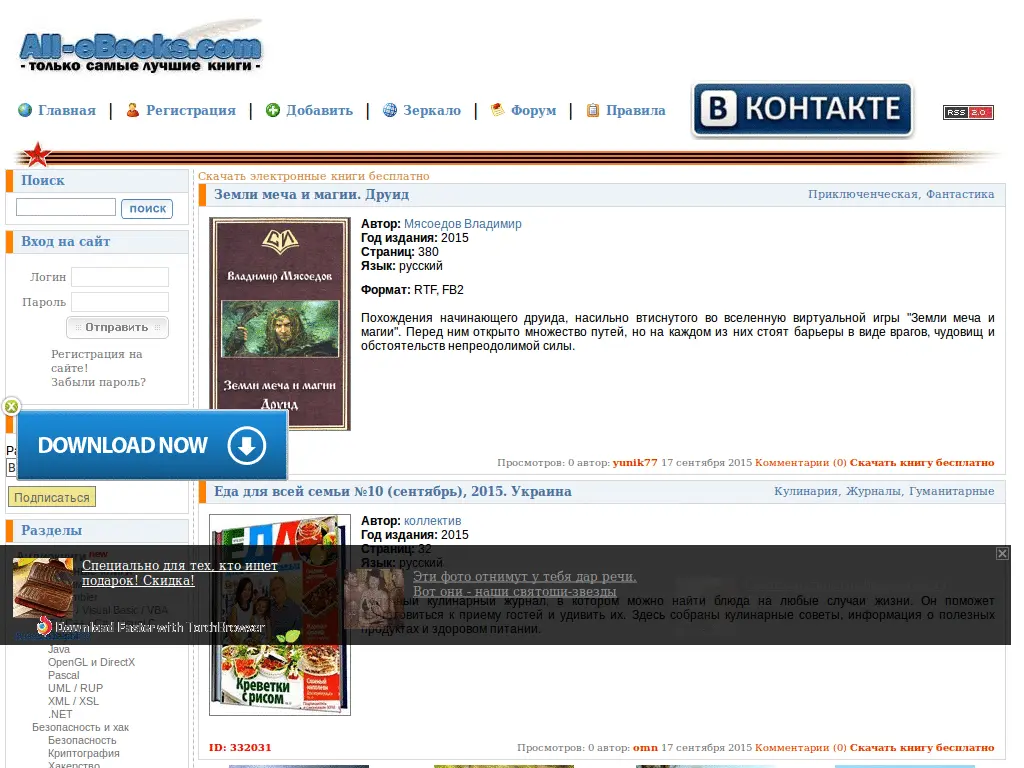 All-eBooks.com
- только самые лучшие книги -
Главная | Регистрация | Добавить | Зеркало | Форум | Правила
В КОНТАКТЕ
RSS 2.0
Поиск
поиск
Вход на сайт
Логин
Пароль
Отправить
Регистрация на
сайте!
Забыли пароль?
DOWNLOAD NOW
Подписаться
Разделы
new
Специально для тех, кто ищет
подарок! Скидка!
/ Visual Basic / VBA
Download Faster with TorchBrowser
Java
OpenGL и DirectX
Pascal
UML / RUP
XML / XSL
.NET
Безопасность и хак
Безопасность
Криптография
Хакерство
Скачать электронные книги бесплатно
Земли меча и магии. Друид
Приключенческая, Фантастика
Владимир Мясоедов
Земли меча и магии
Друид
Автор: Мясоедов Владимир
Год издания: 2015
Страниц: 380
Язык: русский
Формат: RTF, FB2
Похождения начинающего друида, насильно втиснутого во вселенную виртуальной игры "Земли меча и
магии". Перед ним открыто множество путей, но на каждом из них стоят барьеры в виде врагов, чудовищ и
обстоятельств непреодолимой силы.
Просмотров: 0 автор: yunik77 17 сентября 2015 Комментарии (0) Скачать книгу бесплатно
Еда для всей семьи №10 (сентябрь), 2015. Украина
Кулинария, Журналы, Гуманитарные
ЕДА
Креветки
с рисом
Автор: коллектив
Год издания: 2015
Страниц: 32
Язык: русский
Эти фото отнимут у тебя дар речи.
Вот они - наши святоши-звезды
кулинарный журнал, в котором можно найти блюда на любые случаи жизни. Он поможет
к приему гостей и удивить их. Здесь собраны кулинарные советы, информация о полезных
продуктах и здоровом питании.
ID: 332031
Просмотров: 0 автор: omn 17 сентября 2015 Комментарии (0) Скачать книгу бесплатно